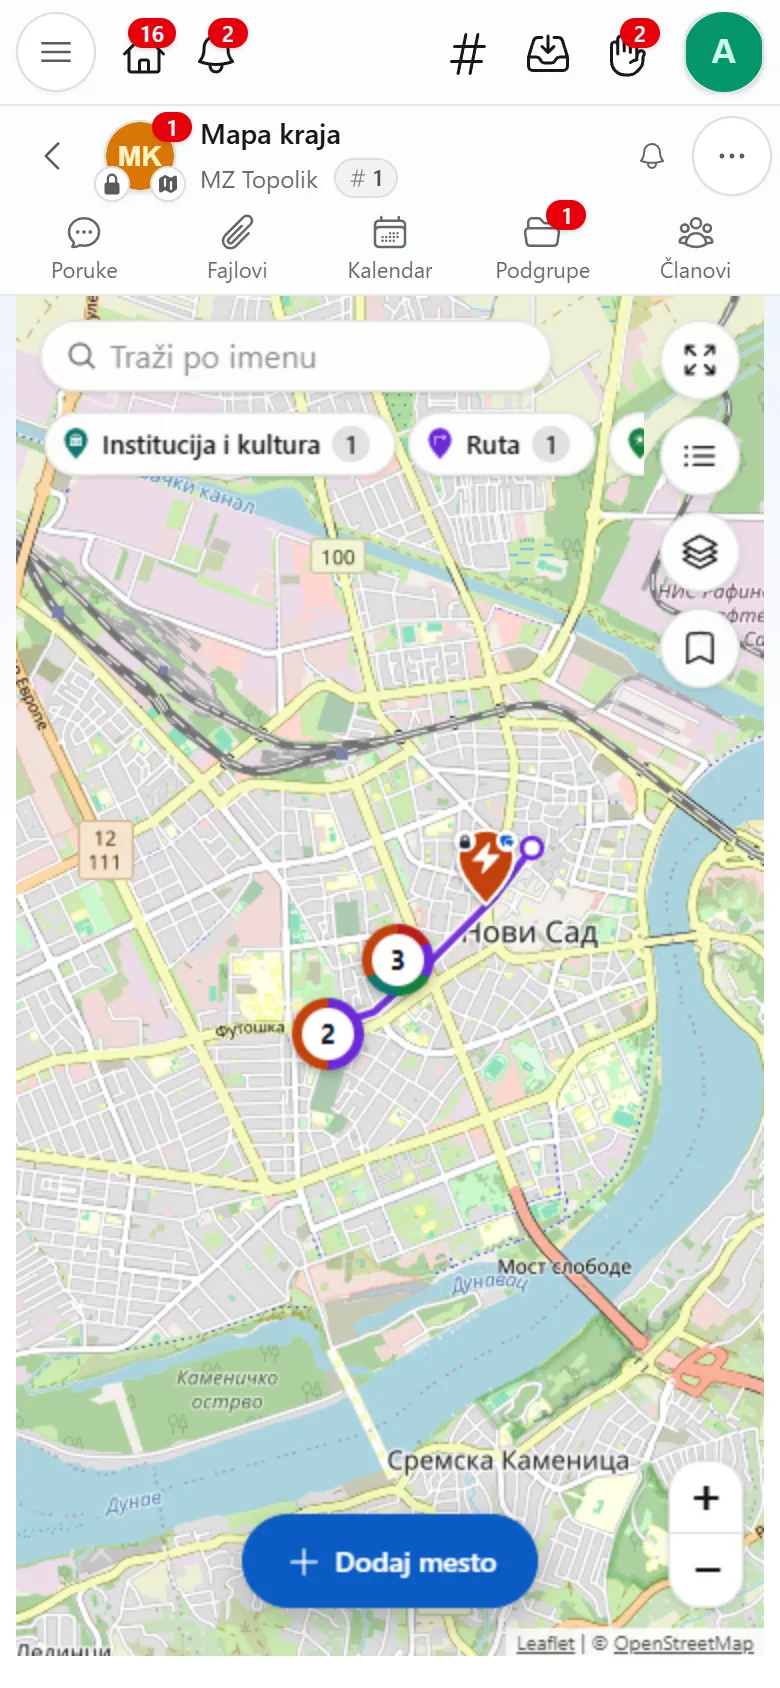 16
2
2
A
1
MK
Mapa kraja
MZ Topolik
# 1
1
Poruke
Fajlovi
Kalendar
Podgrupe
Članovi
Traži po imenu
Institucija i kultura 1
Ruta 1
100
12
111
Нови Сад
3
2
Футошка
Мост слободе
Дунавац
Каменичко
острво
Сремска Каменица
Дунав
Dodaj mesto
+
−
Leaflet | © OpenStreetMap